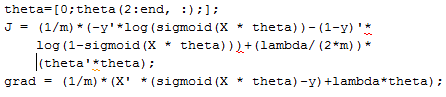 theta=[0;theta(2:end, :);];
J = (1/m)*(-y'*log(sigmoid(X * theta))-(1-y)'*
log(1-sigmoid(X * theta)))+(lambda/(2*m))*
(theta'*theta);
grad = (1/m)*(X' *(sigmoid(X * theta)-y)+lambda*theta);